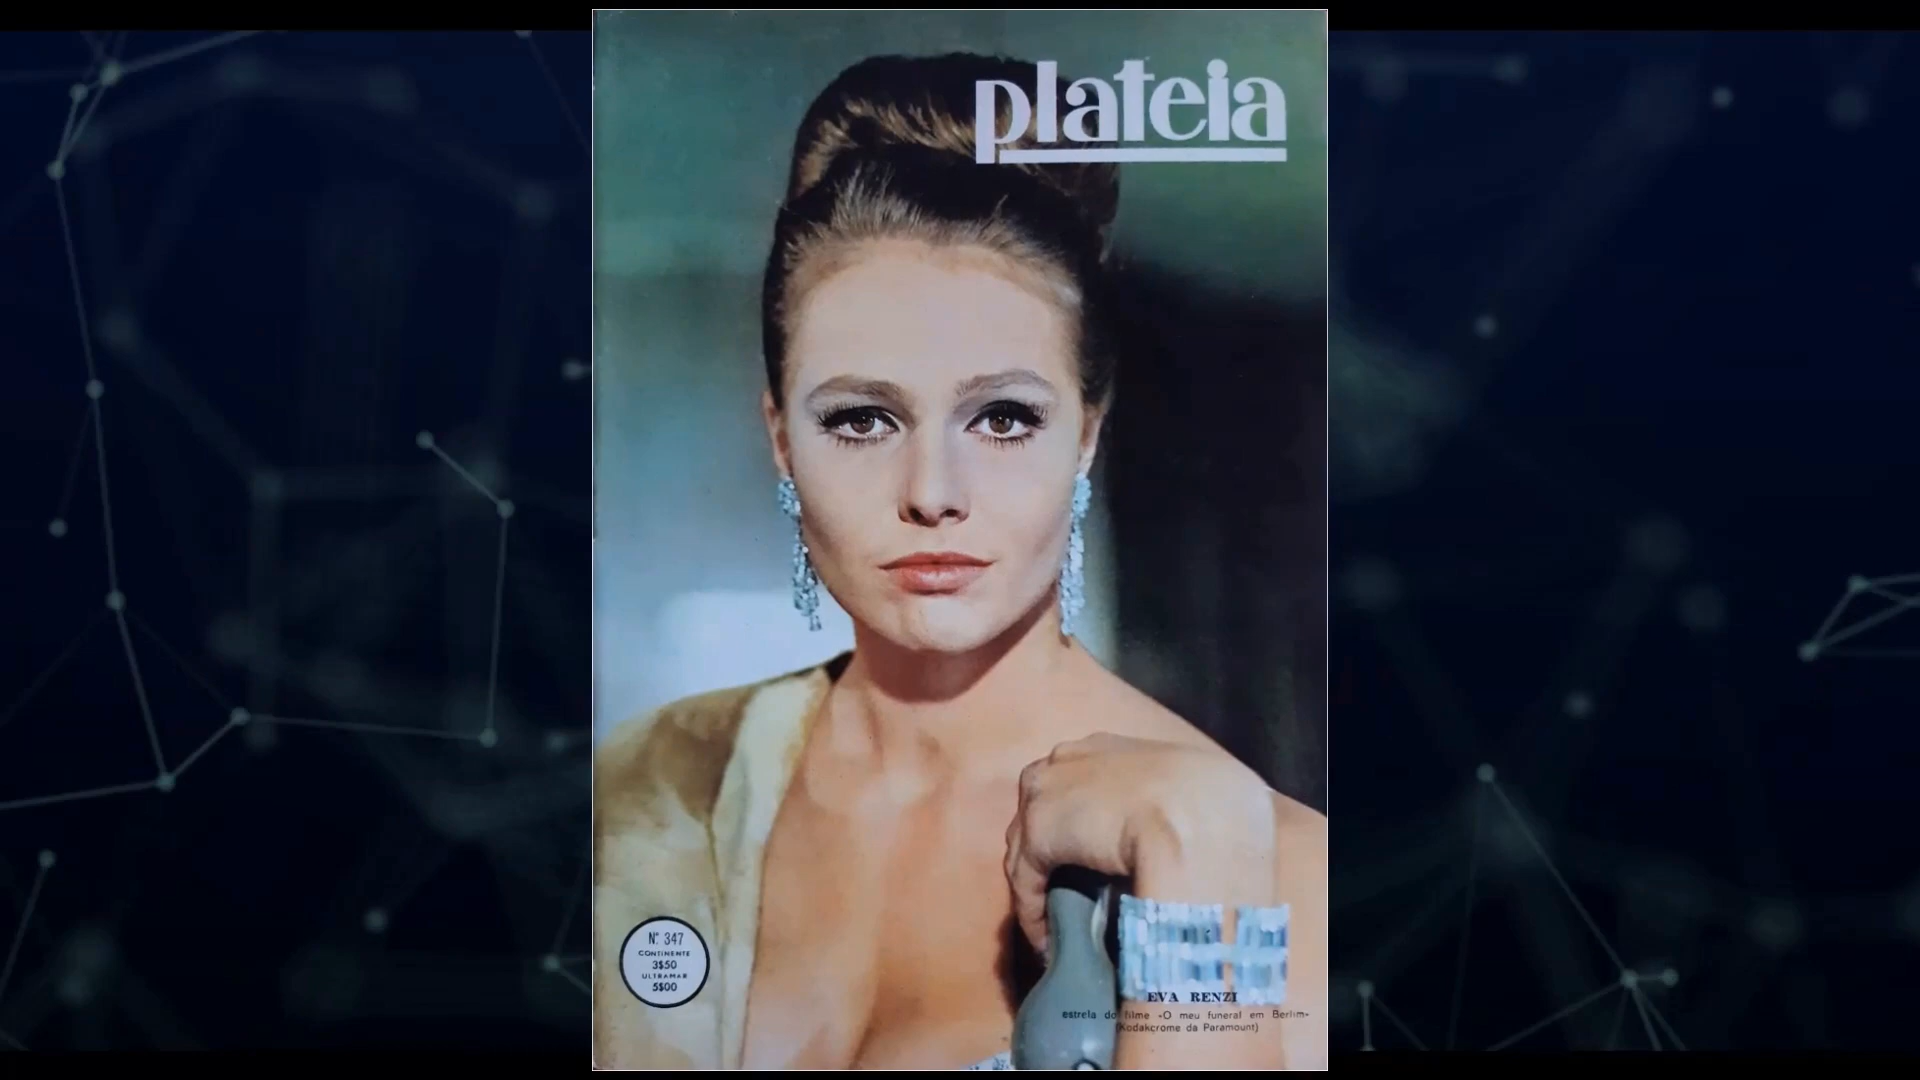 plateia
Nº 347
CONTINENTE
3$50
ULTRAMAR
5$00
EVA RENZI
estrela do filme «O meu funeral em Berlim»
(Kodakcrome da Paramount)